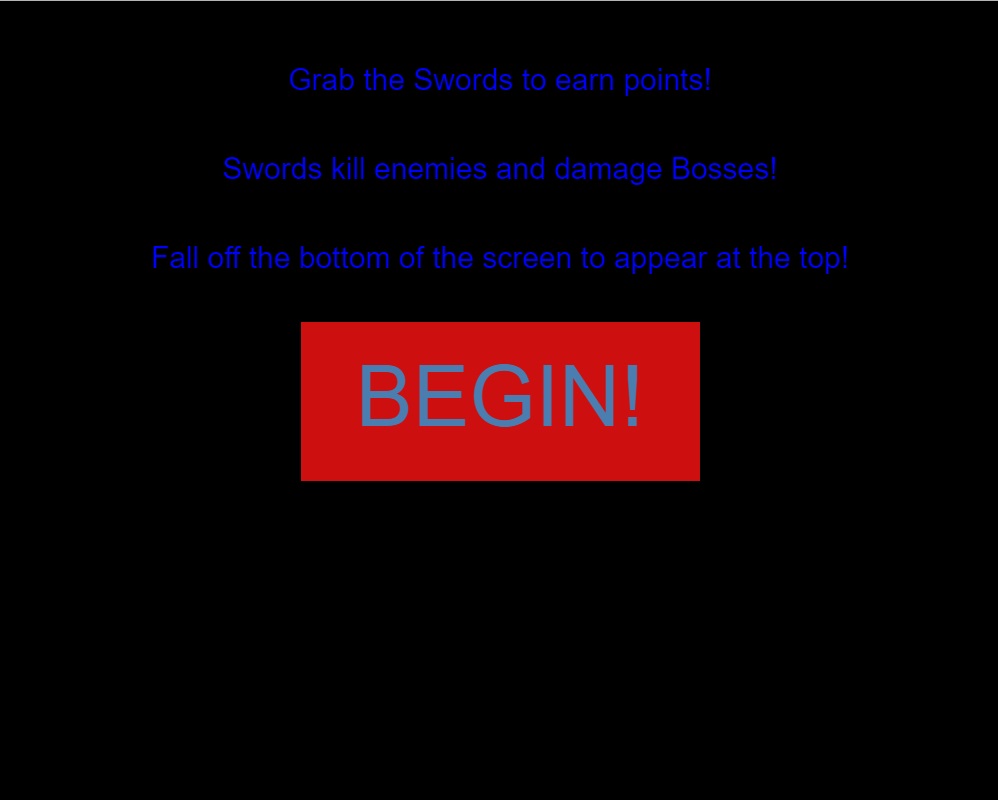 Grab the Swords to earn points!
Swords kill enemies and damage Bosses!
Fall off the bottom of the screen to appear at the top!
BEGIN!